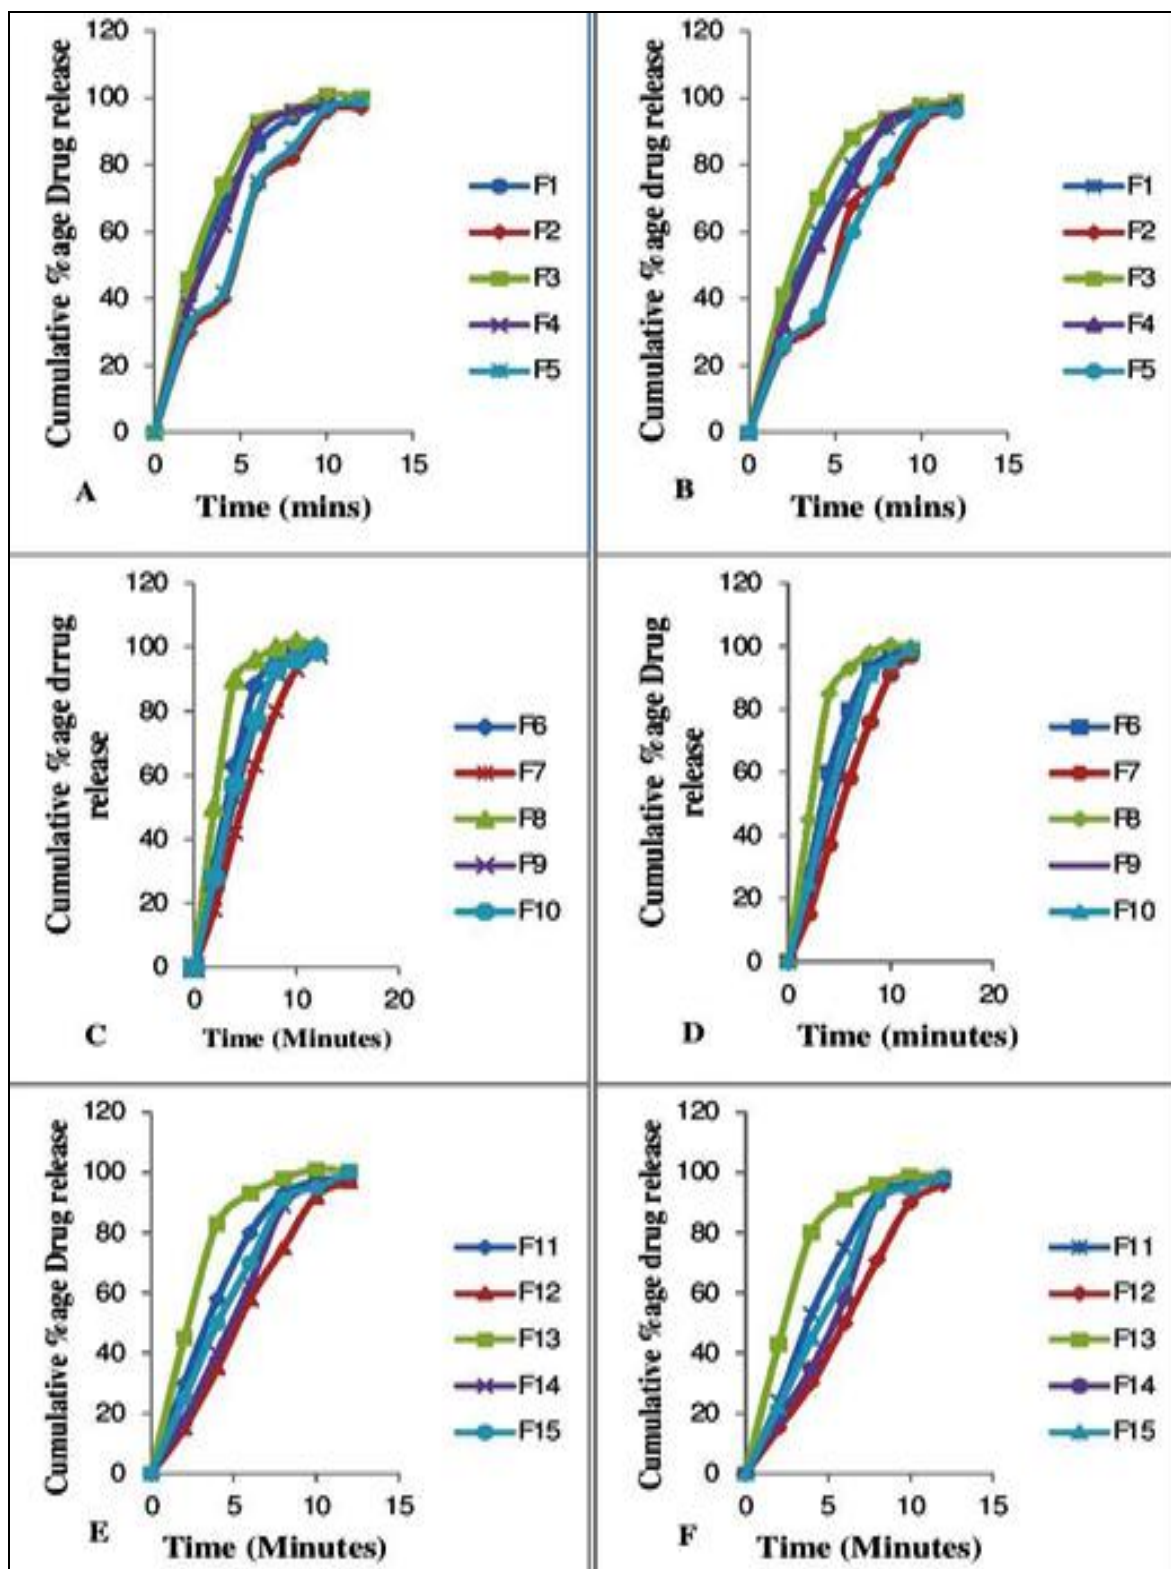 Cumulative %age Drug release
120
100
80
60
40
20
0
0 5 10 15
Time (mins)
A
F1
F2
F3
F4
F5
Cumulative %age drug release
120
100
80
60
40
20
0
0 5 10 15
Time (mins)
B
F1
F2
F3
F4
F5
Cumulative %age drrug
release
120
100
80
60
40
20
0
0 10 20
Time (Minutes)
C
F6
F7
F8
F9
F10
Cumulative %age Drug
release
120
100
80
60
40
20
0
0 10 20
Time (minutes)
D
F6
F7
F8
F9
F10
Cumulative %age Drug release
120
100
80
60
40
20
0
0 5 10 15
Time (Minutes)
E
F11
F12
F13
F14
F15
Cumulative %age drug release
120
100
80
60
40
20
0
0 5 10 15
Time (Minutes)
F
F11
F12
F13
F14
F15